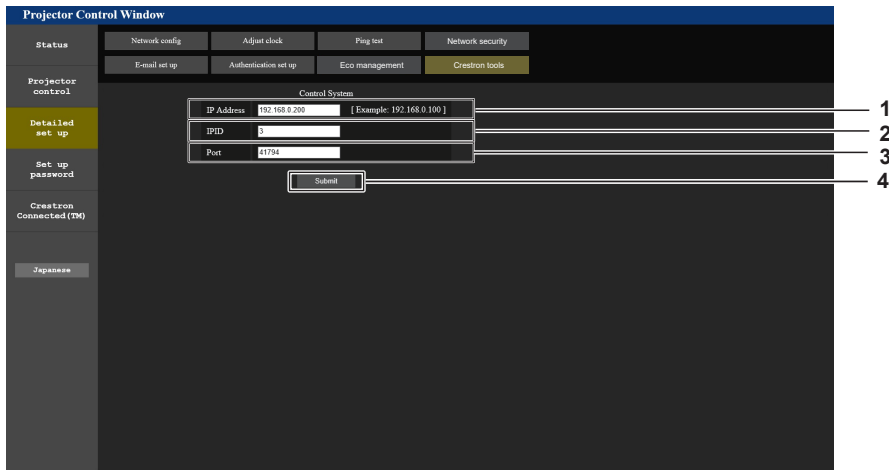 Projector Control Window
Status
Network config
Adjust clock
Ping test
Network security
E-mail set up
Authentication set up
Eco management
Crestron tools
Projector
control
Detailed
set up
Set up
password
Crestron
Connected(TM)
Japanese
Control System
IP Address 192.168.0.200 [ Example: 192.168.0.100 ]
IPID 3
Port 41794
Submit
1
2
3
4